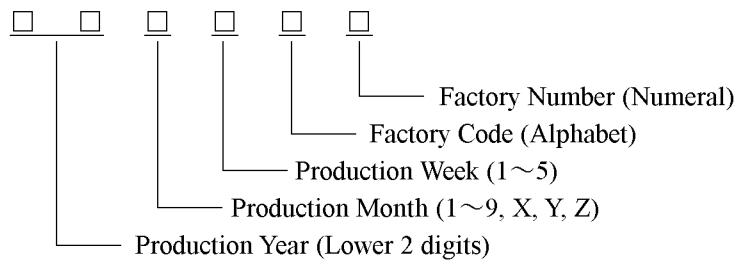 Factory Number (Numeral)
Factory Code (Alphabet)
Production Week (1～5)
Production Month (1～9, X, Y, Z)
Production Year (Lower 2 digits)